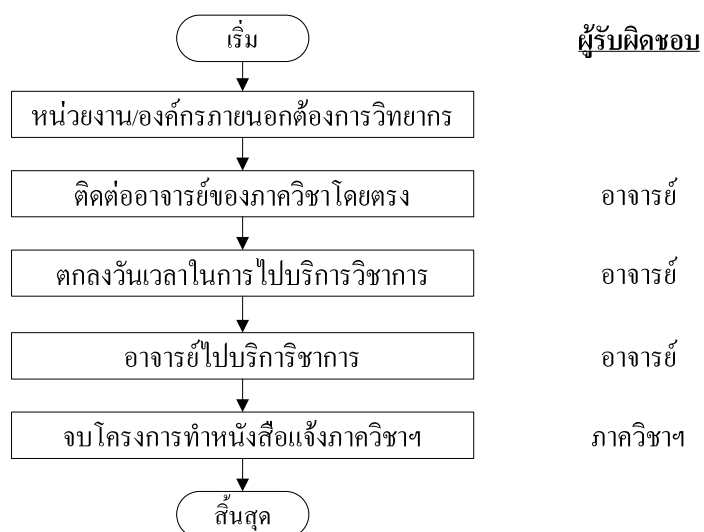 เริ่ม
ผู้รับผิดชอบ
หน่วยงาน/องค์กรภายนอกต้องการวิทยากร
ติดต่ออาจารย์ของภาควิชาโดยตรง
อาจารย์
ตกลงวันเวลาในการไปบริการวิชาการ
อาจารย์
อาจารย์ไปบริการิชาการ
อาจารย์
จบโครงการทำหนังสือแจ้งภาควิชาฯ
ภาควิชาฯ
สิ้นสุด